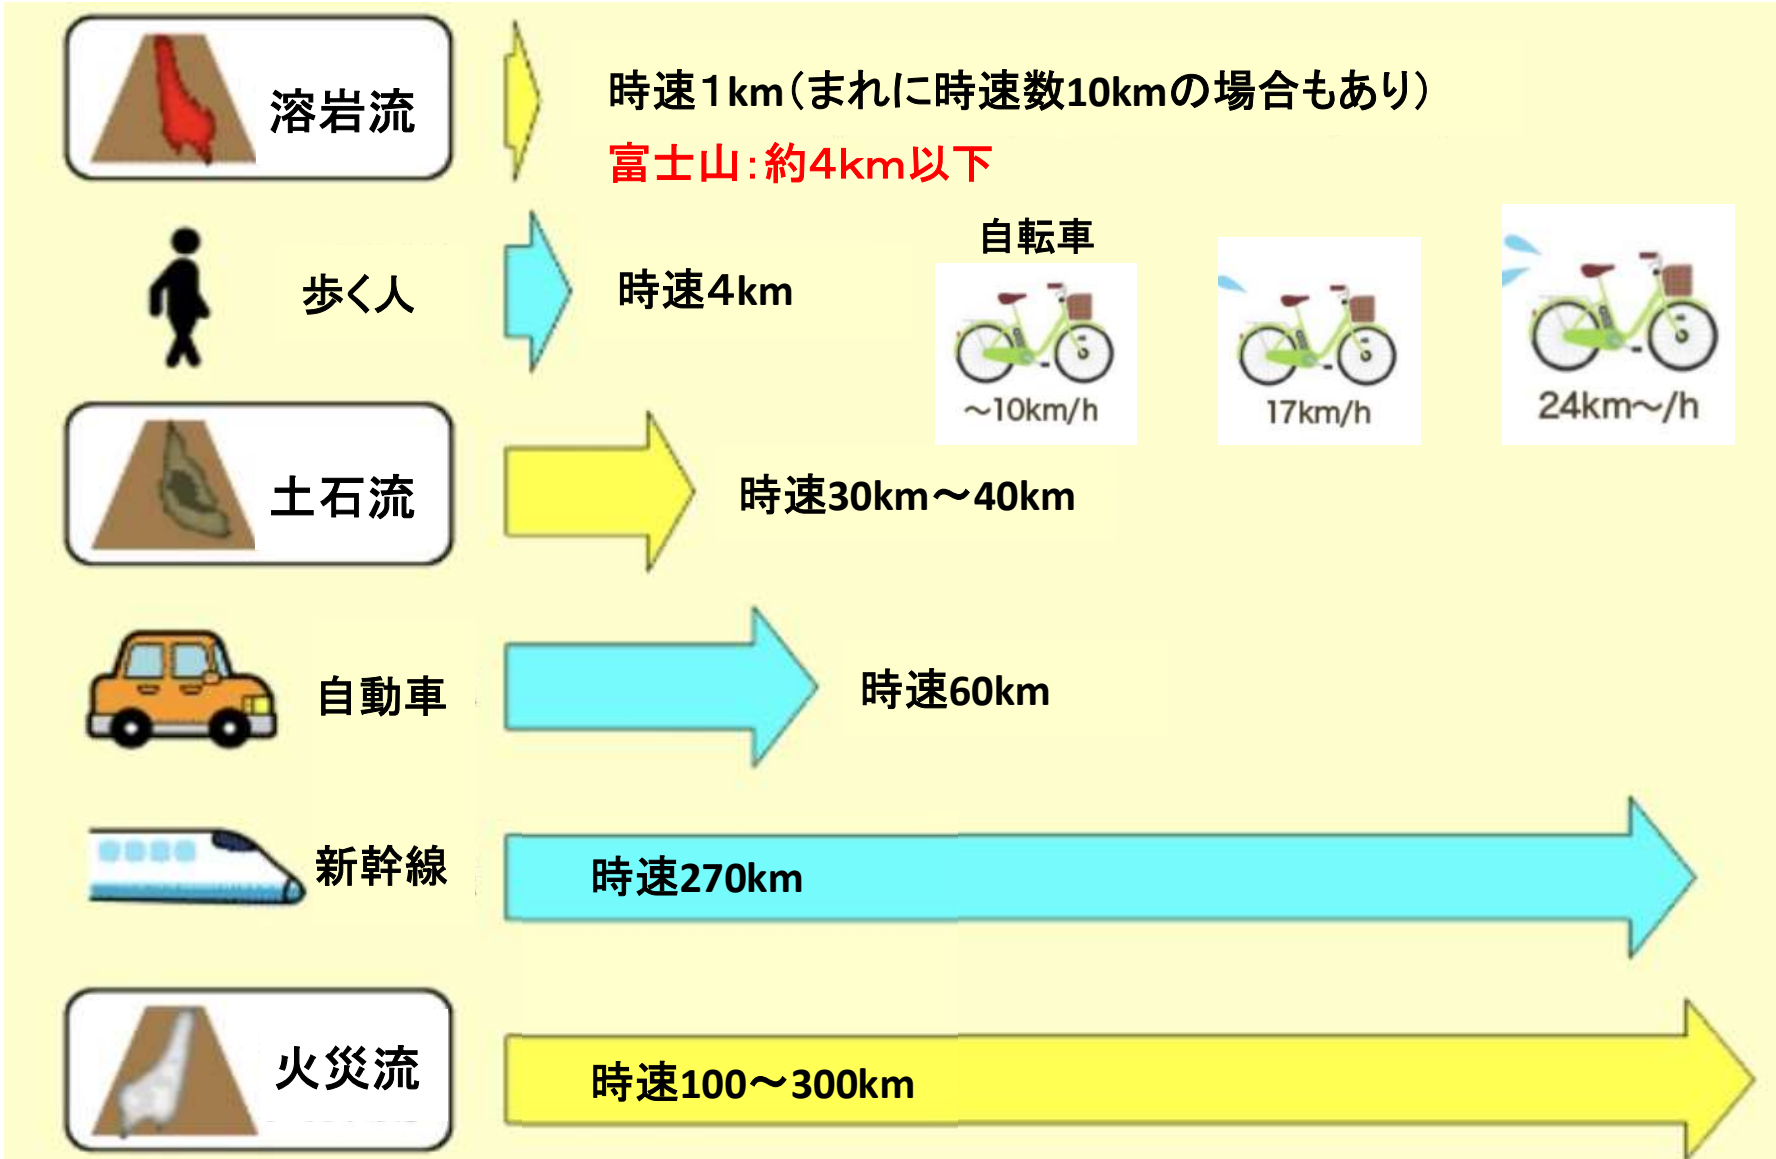 溶岩流
時速１km（まれに時速数10kmの場合もあり）
富士山：約４ｋｍ以下
歩く人
時速４km
自転車
～10km/h
17km/h
24km～/h
土石流
時速30km～40km
自動車
時速60km
新幹線
時速270km
火災流
時速100～300km